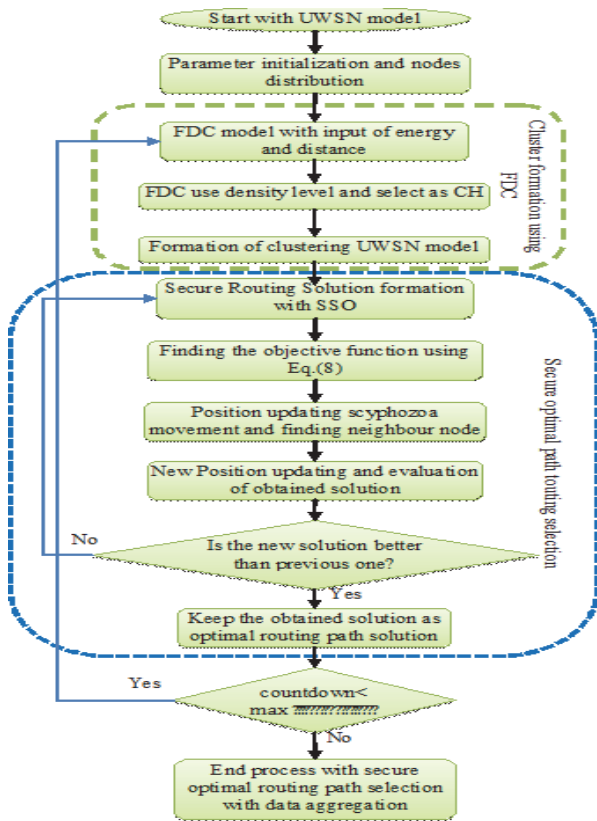 Start with UWSN model
Parameter initialization and nodes
distribution
FDC model with input of energy
and distance
FDC use density level and select as CH
Formation of clustering UWSN model
Cluster formation using
FDC
Secure Routing Solution formation
with SSO
Finding the objective function using
Eq.(8)
Position updating scyphozoa
movement and finding neighbour node
New Position updating and evaluation
of obtained solution
Is the new solution better
than previous one?
No
Yes
Keep the obtained solution as
optimal routing path solution
Secure optimal path routing selection
Yes
countdown<
max
No
End process with secure
optimal routing path selection
with data aggregation